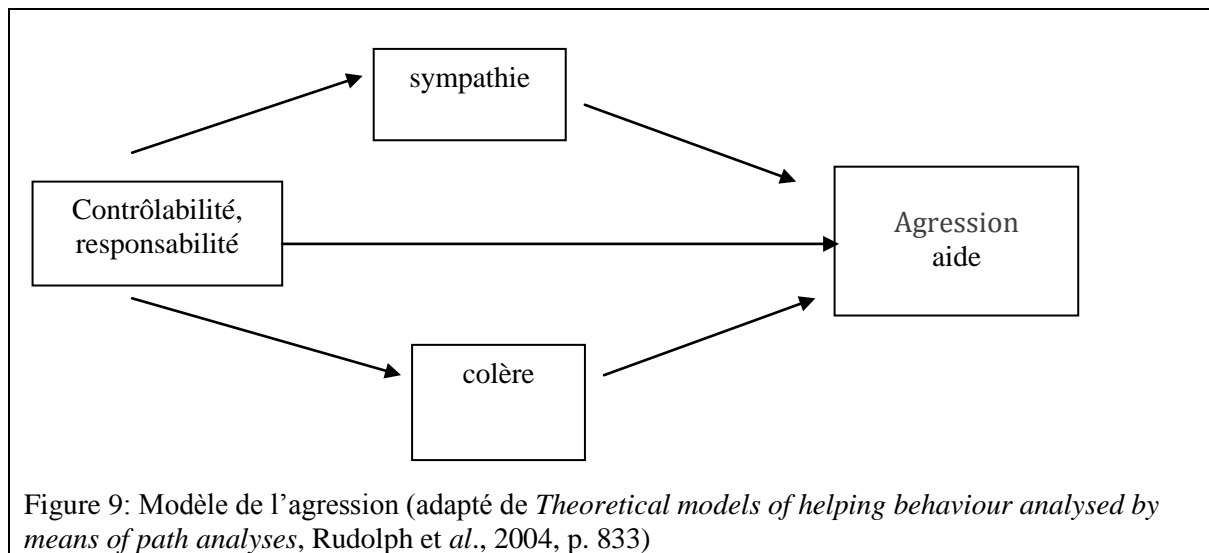 sympathie
Contrôlabilité,
responsabilité
Agression
aide
colère
Figure 9: Modèle de l’agression (adapté de Theoretical models of helping behaviour analysed by
means of path analyses, Rudolph et al., 2004, p. 833)